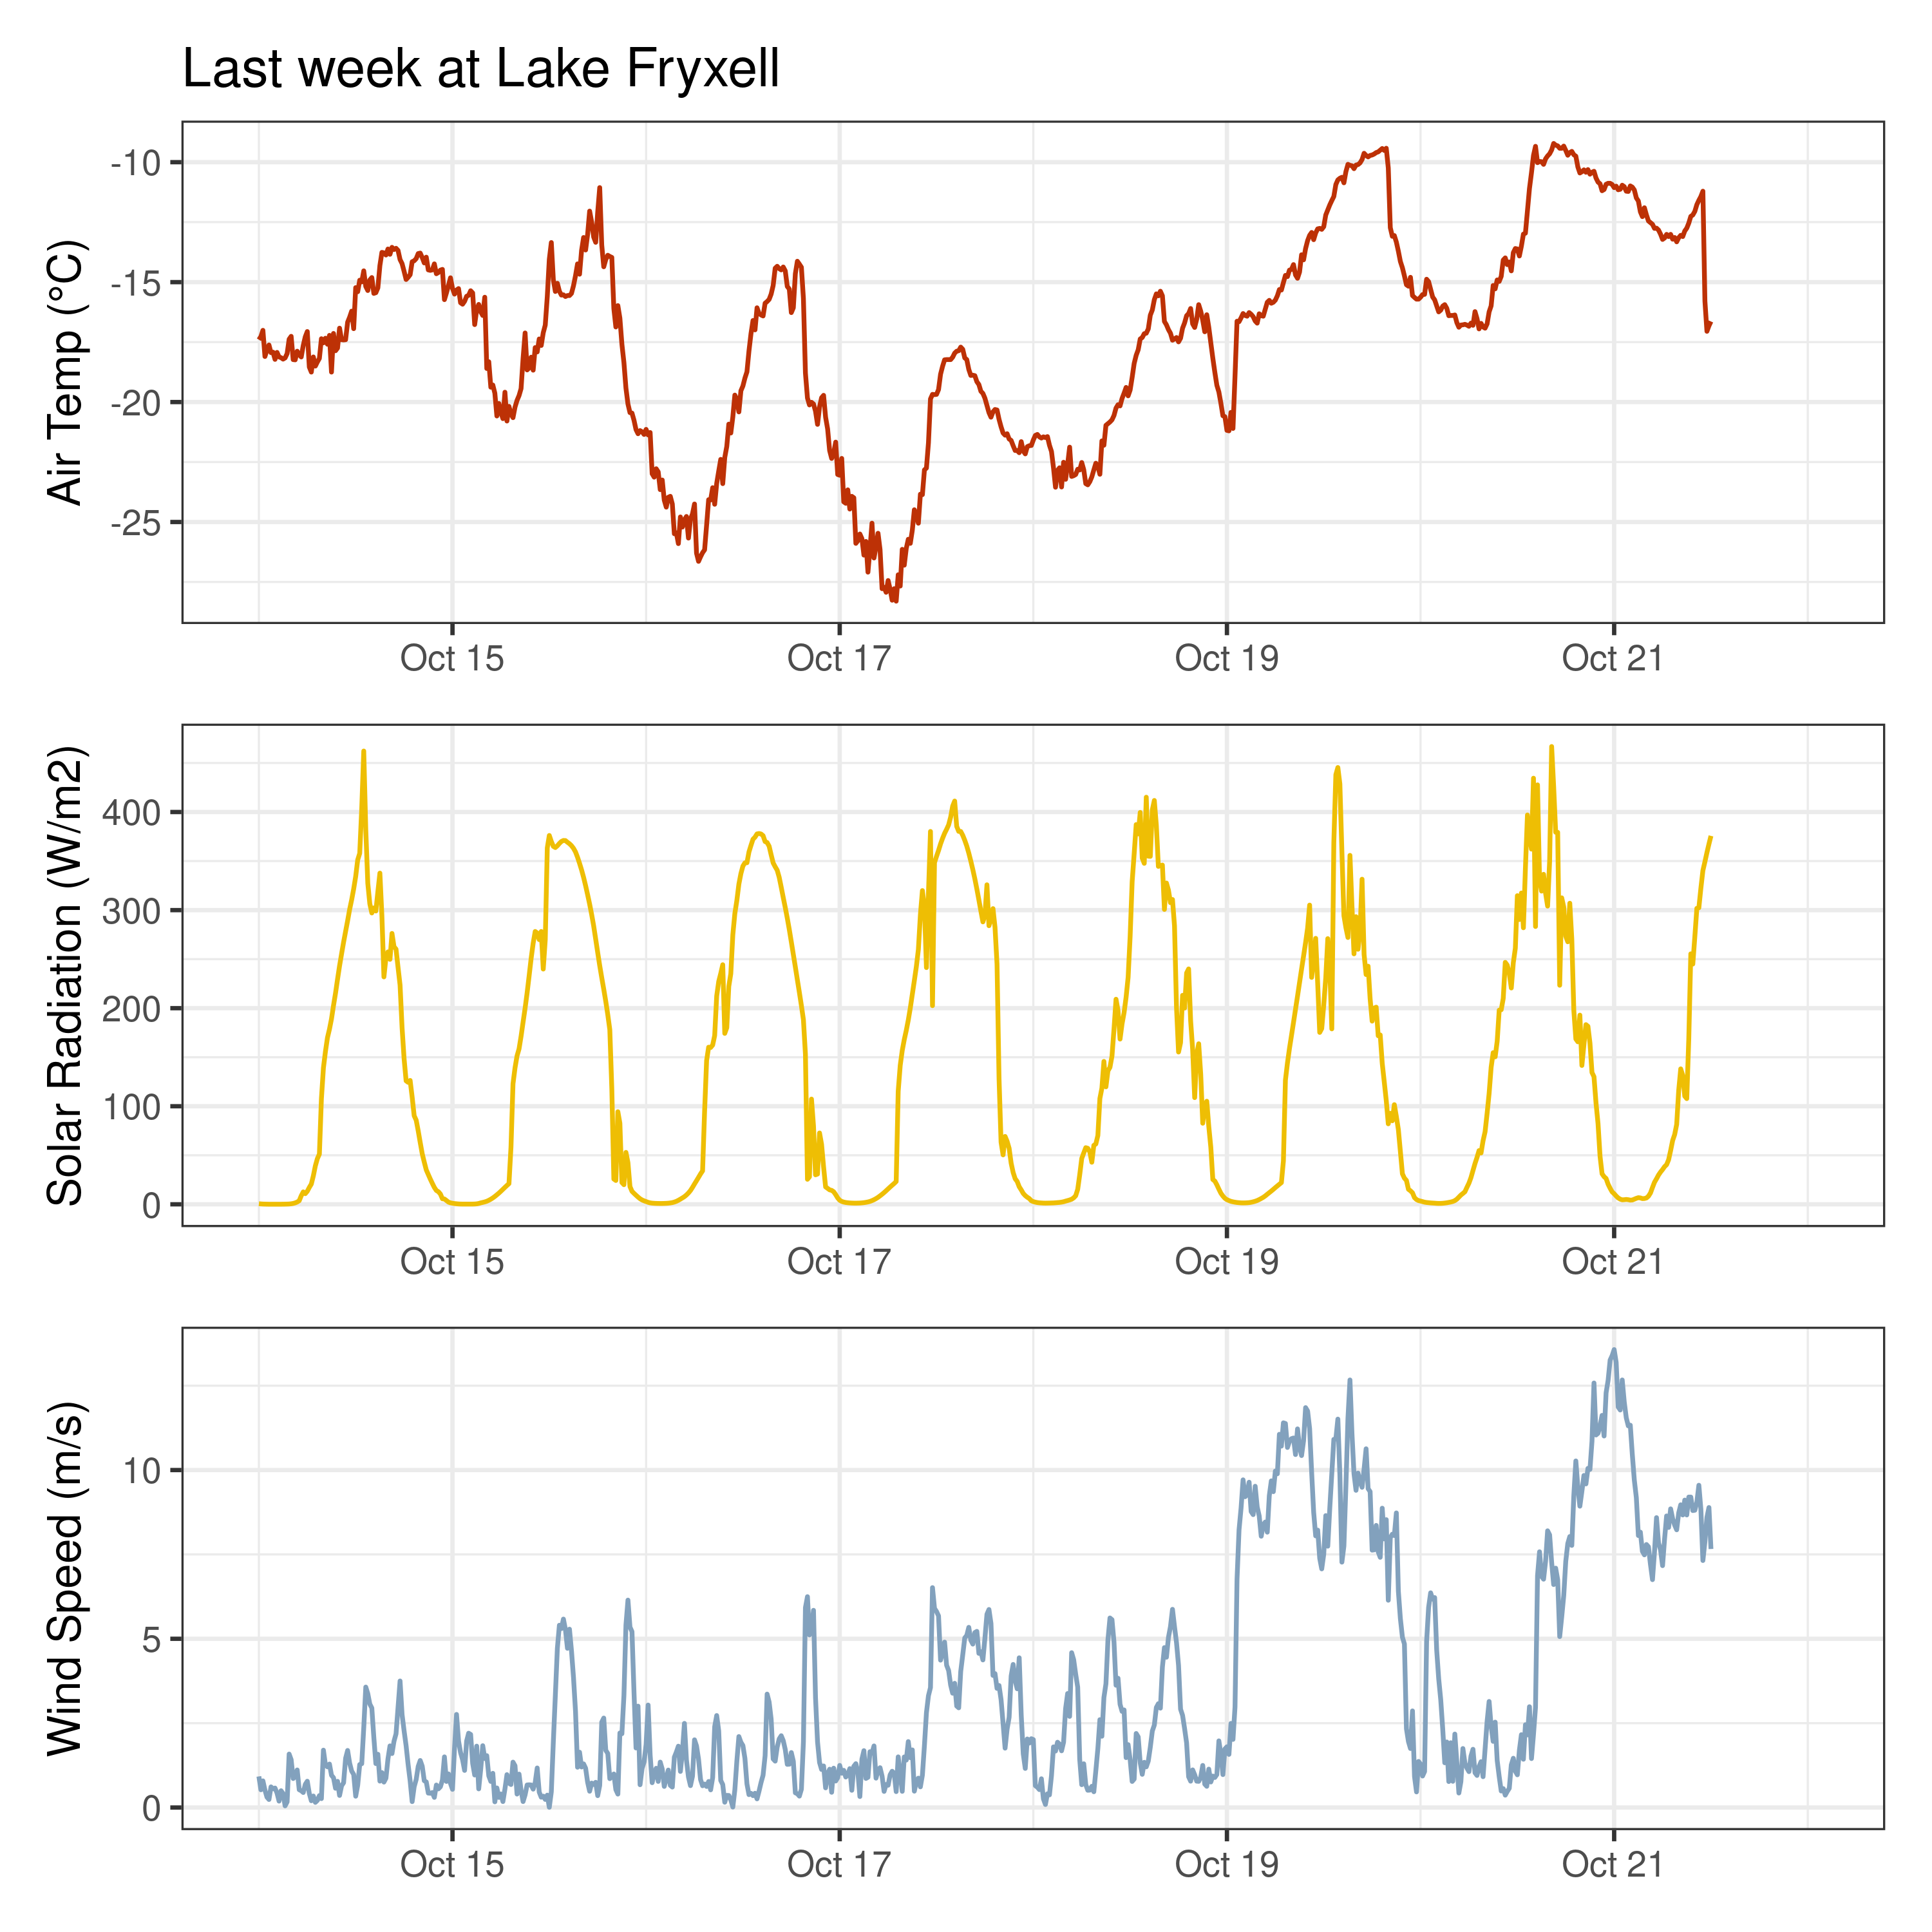 Last week at Lake Fryxell
Air Temp (°C)
-10
-15
-20
-25
Oct 15 Oct 17 Oct 19 Oct 21
Solar Radiation (W/m2)
400
300
200
100
0
Oct 15 Oct 17 Oct 19 Oct 21
Wind Speed (m/s)
10
5
0
Oct 15 Oct 17 Oct 19 Oct 21